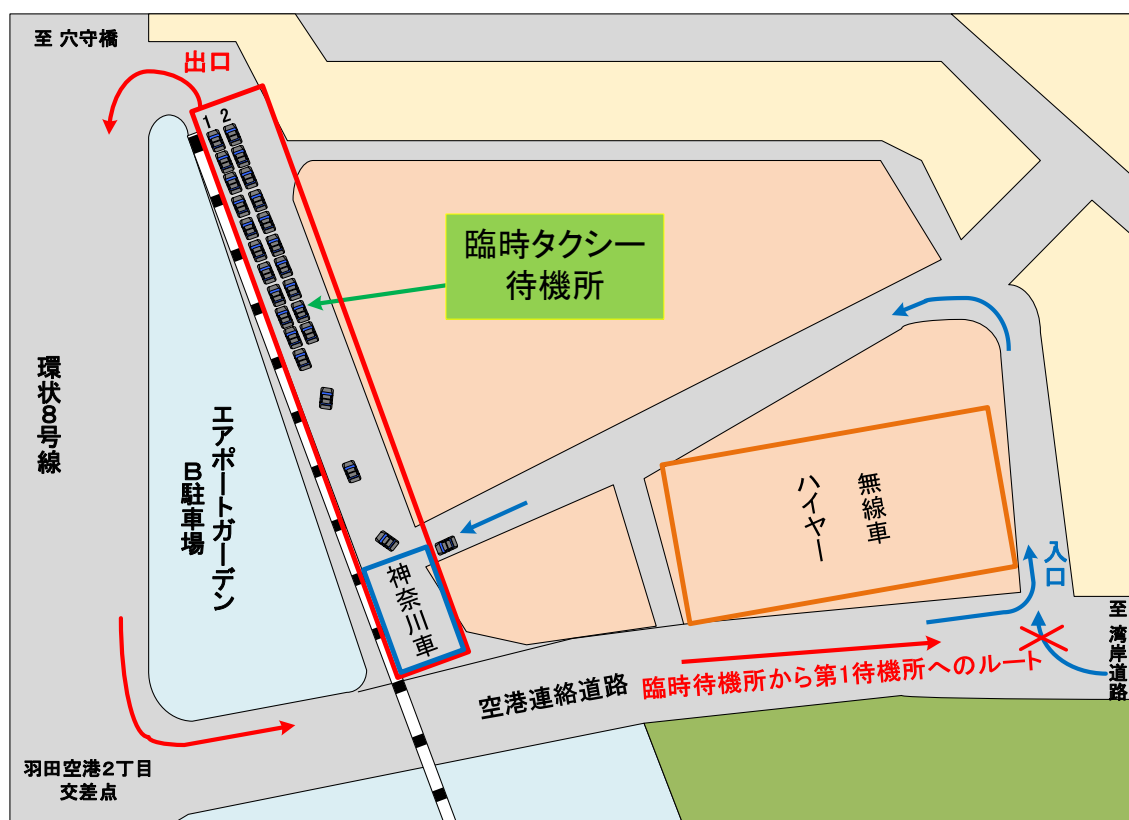 至 穴守橋
出口
1 2
臨時タクシー
待機所
環状8号線
エアポートガーデン
B駐車場
無線車
ハイヤー
神奈川車
入口
至 湾岸道路
臨時待機所から第1待機所へのルート
空港連絡道路
羽田空港2丁目
交差点